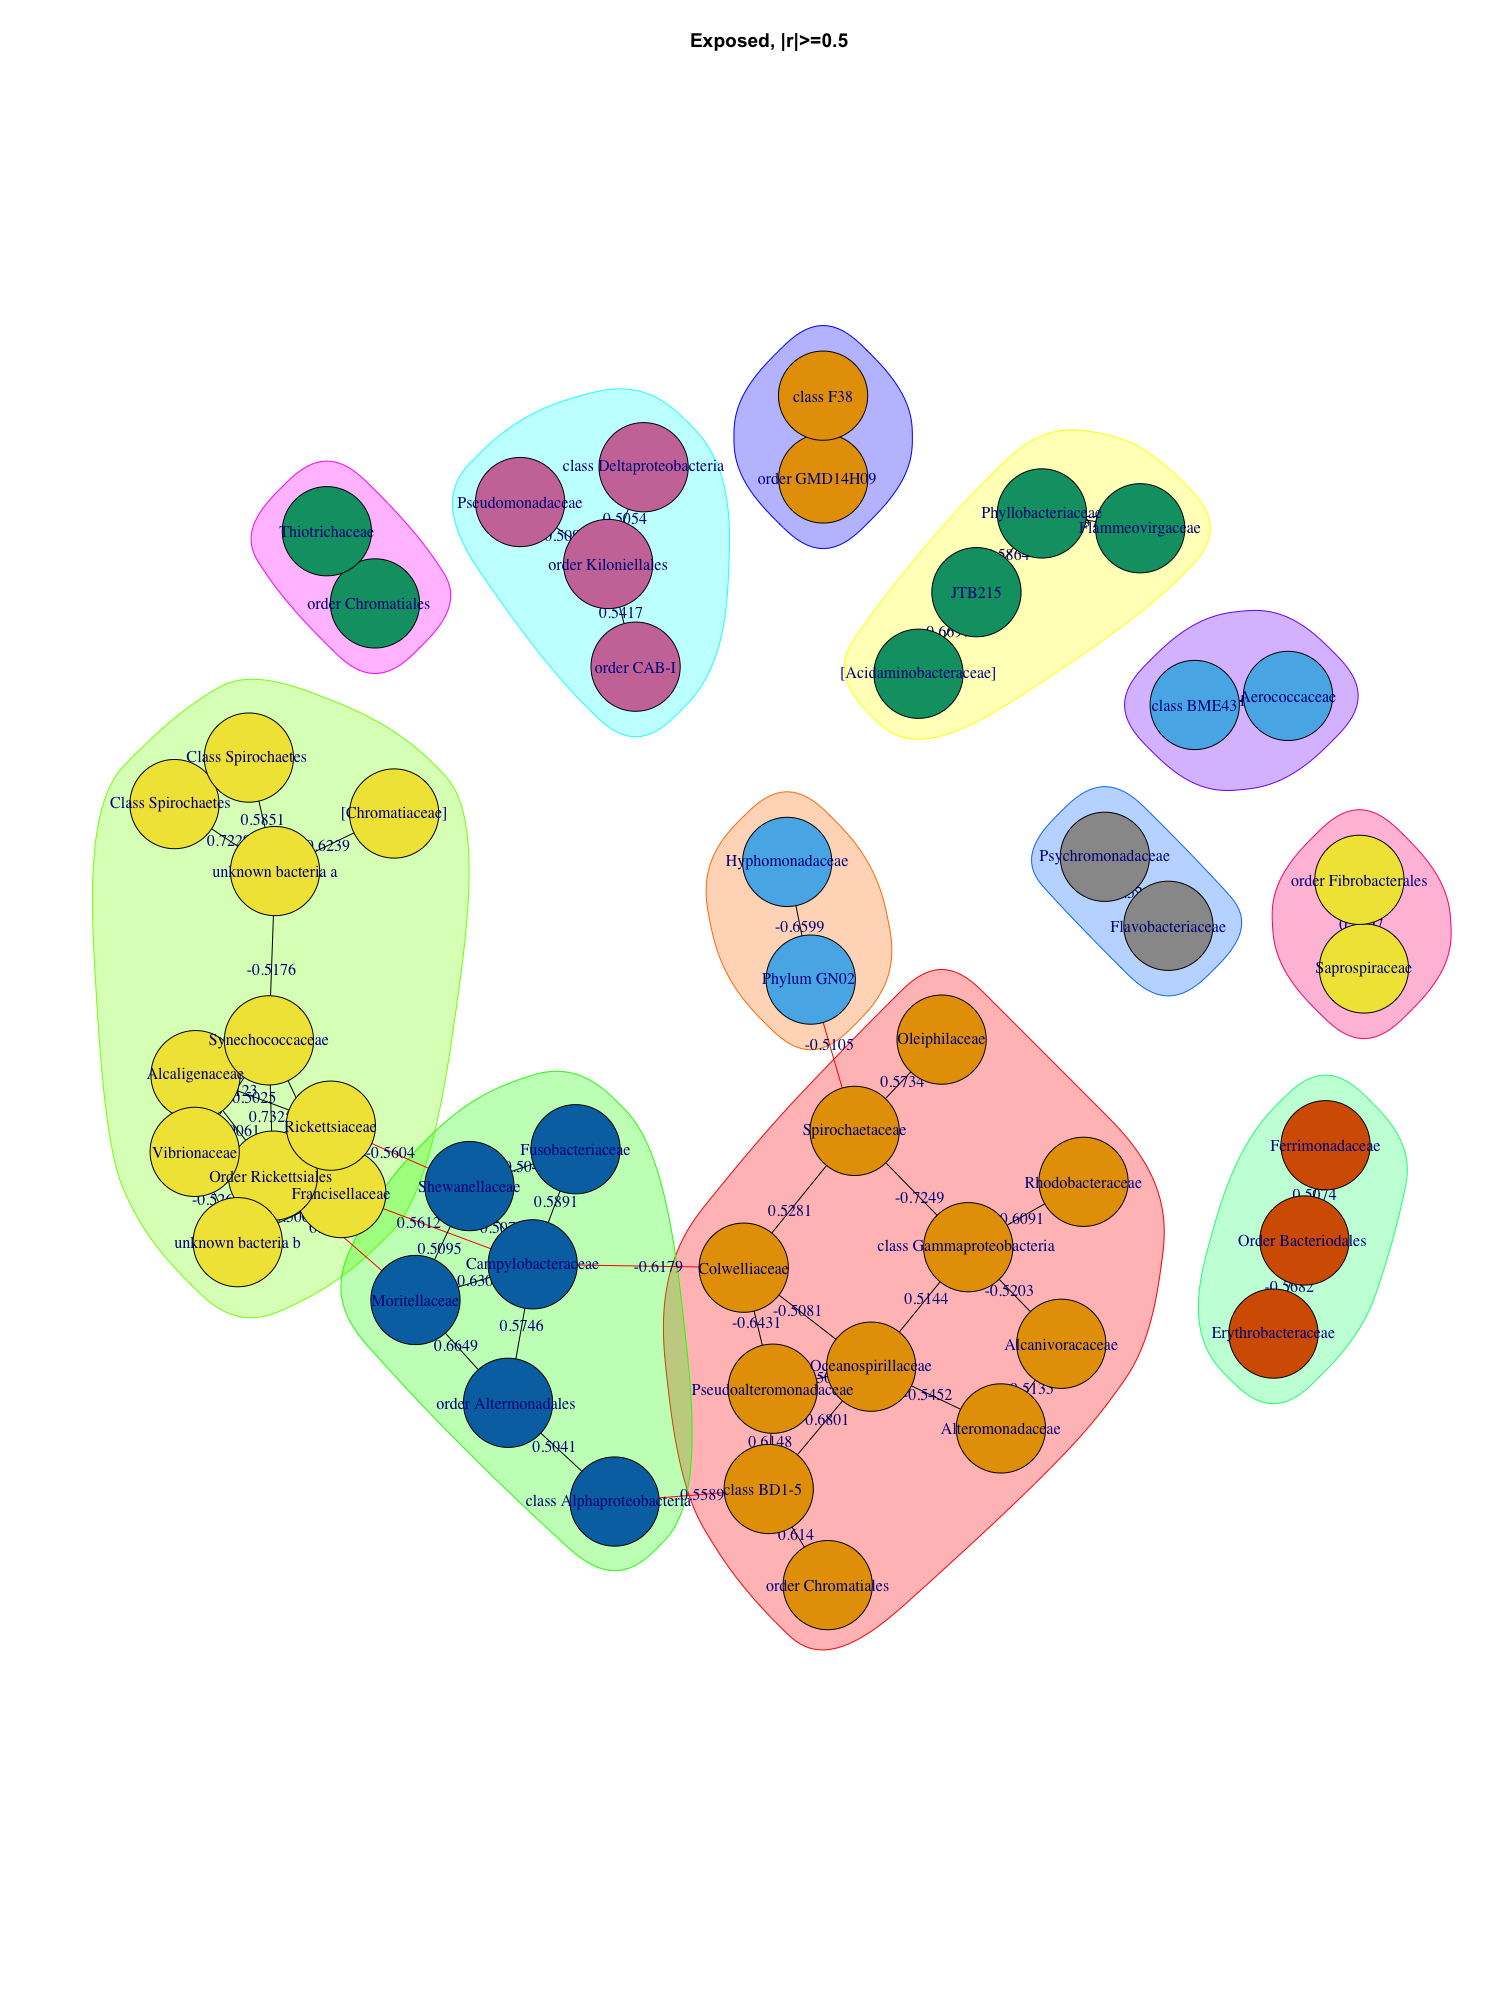 Exposed, |r|>=0.5
class F38
order GMD14H09
class Deltaproteobacteria
Pseudomonadaceae
0.5054
order Kiloniellales
0.5417
order CAB-I
Thiotrichaceae
order Chromatiales
Phyllobacteriaceae
Flammeovirgaceae
JTB215
[Acidaminobacteraceae]
class BME43
Aerococcaceae
Class Spirochaetes
Class Spirochaetes
[Chromatiaceae]
0.5851
unknown bacteria a
-0.5176
Synechococcaceae
Alcaligenaceae
0.5025
Rickettsiaceae
Vibrionaceae
Order Rickettsiales
Francisellaceae
unknown bacteria b
Hyphomonadaceae
-0.6599
Phylum GN02
-0.5105
Psychromonadaceae
Flavobacteriaceae
order Fibrobacterales
Saprospiraceae
Oleiphilaceae
0.5734
Spirochaetaceae
-0.5604
Fusobacteriaceae
Shewanellaceae
0.5891
0.5612
0.5095
Campylobacteraceae
Moritellaceae
-0.6179
0.5746
0.6649
order Altermonadales
0.5041
class Alphaproteobacteria
0.5589
Rhodobacteraceae
-0.7249
0.5281
0.6091
class Gammaproteobacteria
Colwelliaceae
-0.5203
0.5144
-0.5081
-0.6431
Alcanivoracaceae
Oceanospirillaceae
Pseudoalteromonadaceae
-0.5452
0.6801
Alteromonadaceae
0.6148
class BD1-5
0.614
order Chromatiales
Ferrimonadaceae
0.5074
Order Bacteriodales
-0.5682
Erythrobacteraceae